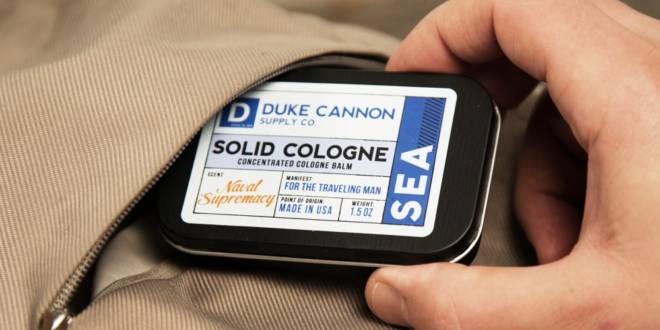 D
DUKE CANNON
SUPPLY CO.
SOLID COLOGNE
CONCENTRATED COLOGNE BALM
SCENT:
Naval
Supremacy
MANIFEST:
FOR THE TRAVELING MAN
POINT OF ORIGIN:
MADE IN USA
WEIGHT:
1.5 OZ
SEA